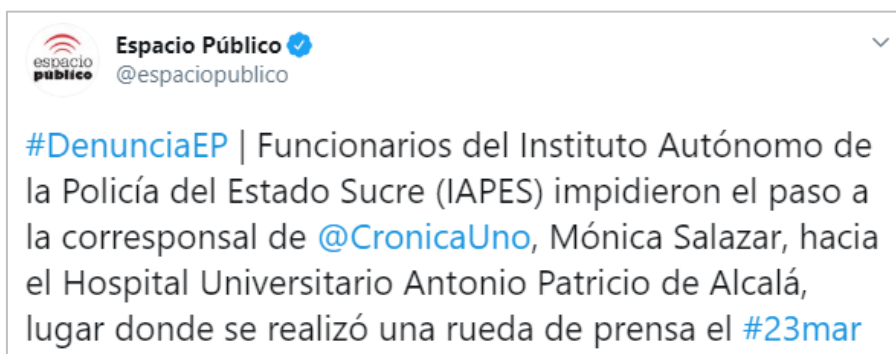 espacio
público
Espacio Público
@espaciopublico
#DenunciaEP | Funcionarios del Instituto Autónomo de
la Policía del Estado Sucre (IAPES) impidieron el paso a
la corresponsal de @CronicaUno, Mónica Salazar, hacia
el Hospital Universitario Antonio Patricio de Alcalá,
lugar donde se realizó una rueda de prensa el #23mar